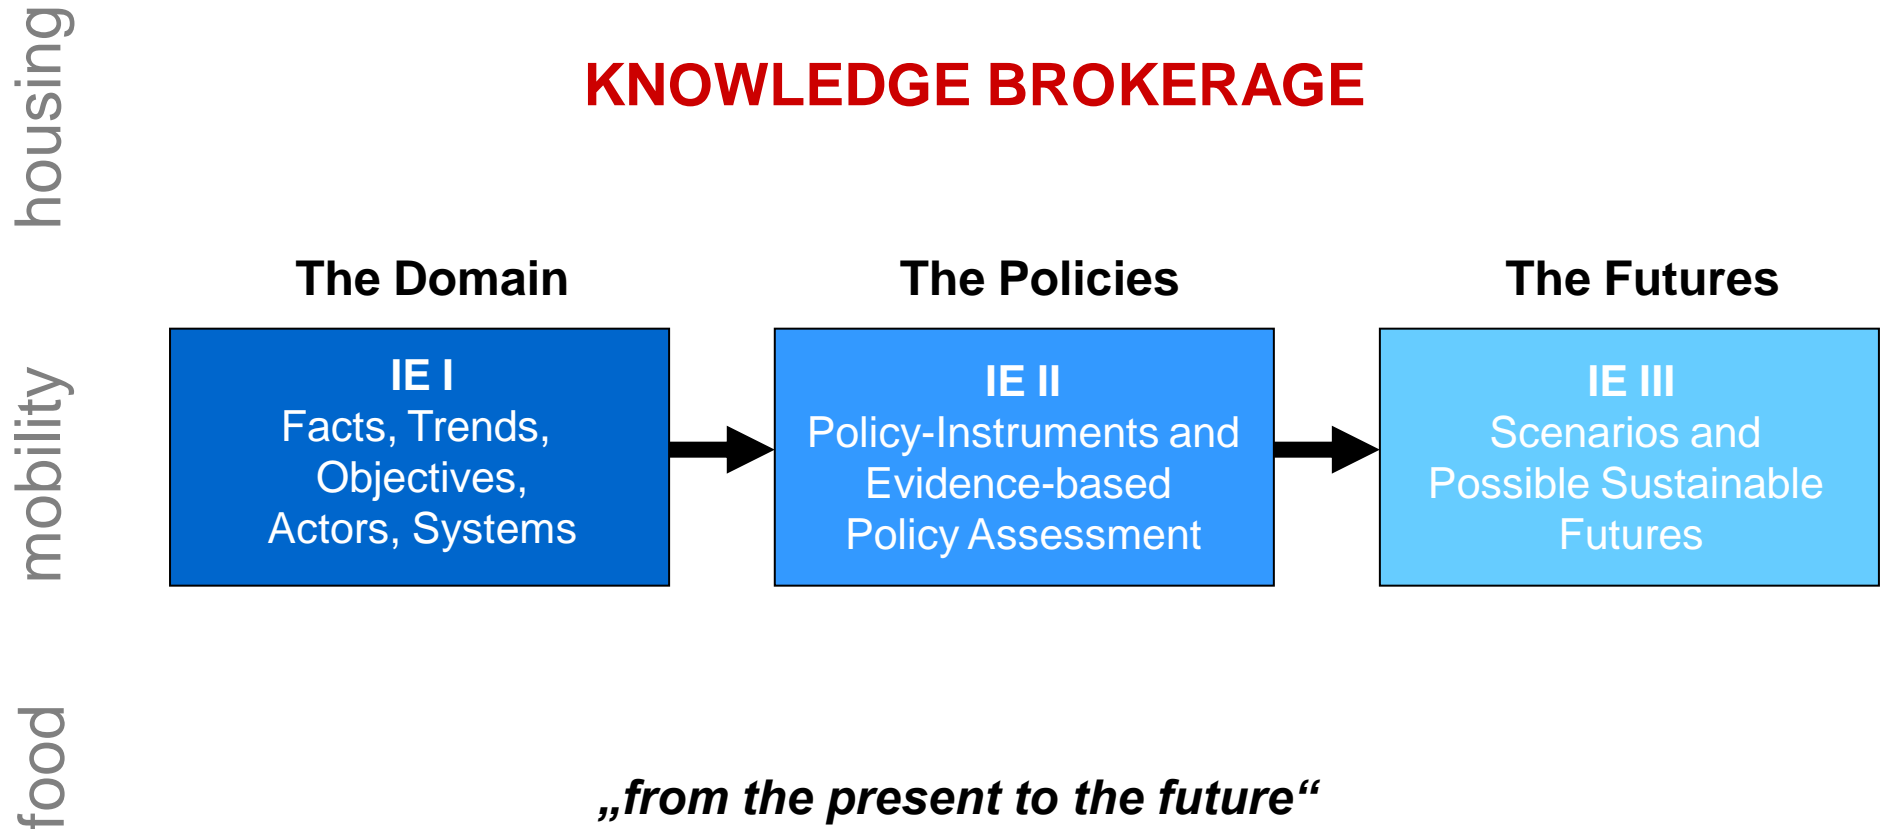 KNOWLEDGE BROKERAGE
housing
mobility
food
The Domain
IE I
Facts, Trends,
Objectives,
Actors, Systems
The Policies
IE II
Policy-Instruments and
Evidence-based
Policy Assessment
The Futures
IE III
Scenarios and
Possible Sustainable
Futures
„from the present to the future“